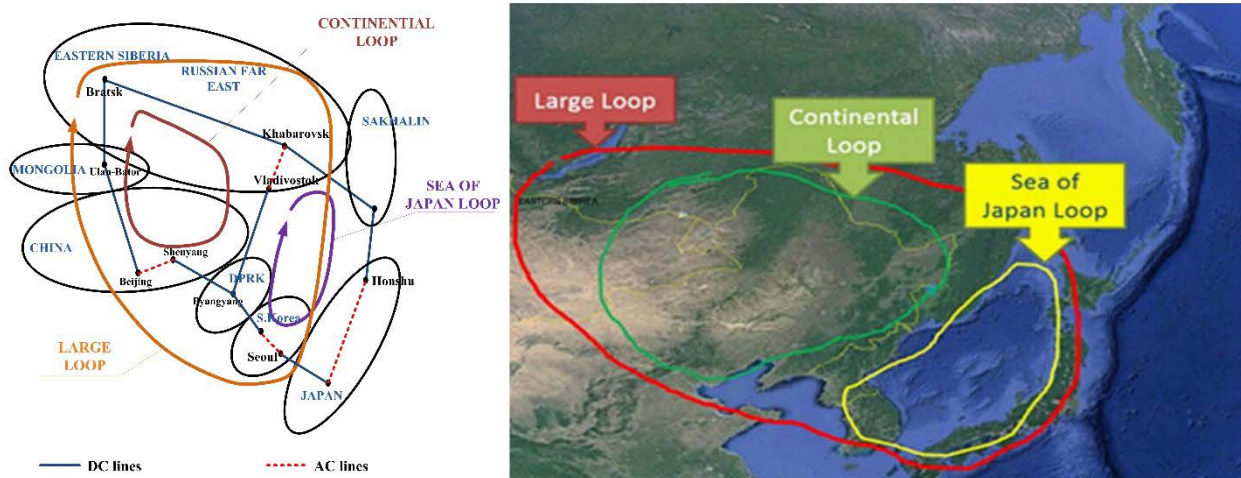 CONTINENTIAL
LOOP
EASTERN SIBERIA
RUSSIAN FAR
EAST
Bratsk
SAKHALIN
Khabarovsk
MONGOLIA
Ulan-Bator
Vladivostok
SEA OF
JAPAN LOOP
CHINA
Shenyang
Beijing
DPRK
Pyangyang
Honshu
S.Korea
LARGE
LOOP
Seoul
JAPAN
DC lines
AC lines
Large Loop
Continental
Loop
Sea of
Japan Loop
EASTERN SIBEREA